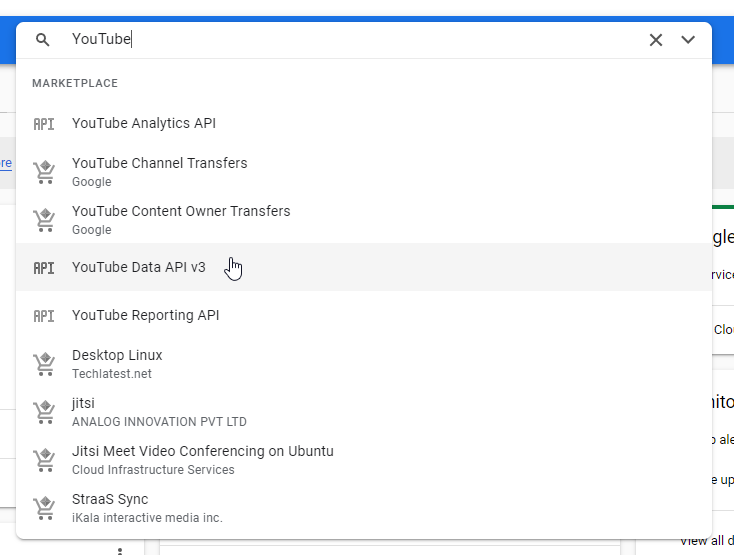 YouTube
MARKETPLACE
API YouTube Analytics API
YouTube Channel Transfers
Google
YouTube Content Owner Transfers
Google
API YouTube Data API v3
API YouTube Reporting API
Desktop Linux
Techlatest.net
jitsi
ANALOG INNOVATION PVT LTD
Jitsi Meet Video Conferencing on Ubuntu
Cloud Infrastructure Services
StraaS Sync
iKala interactive media inc.
re
gle
rvice
Clo
nito
o ale
e up
View all d